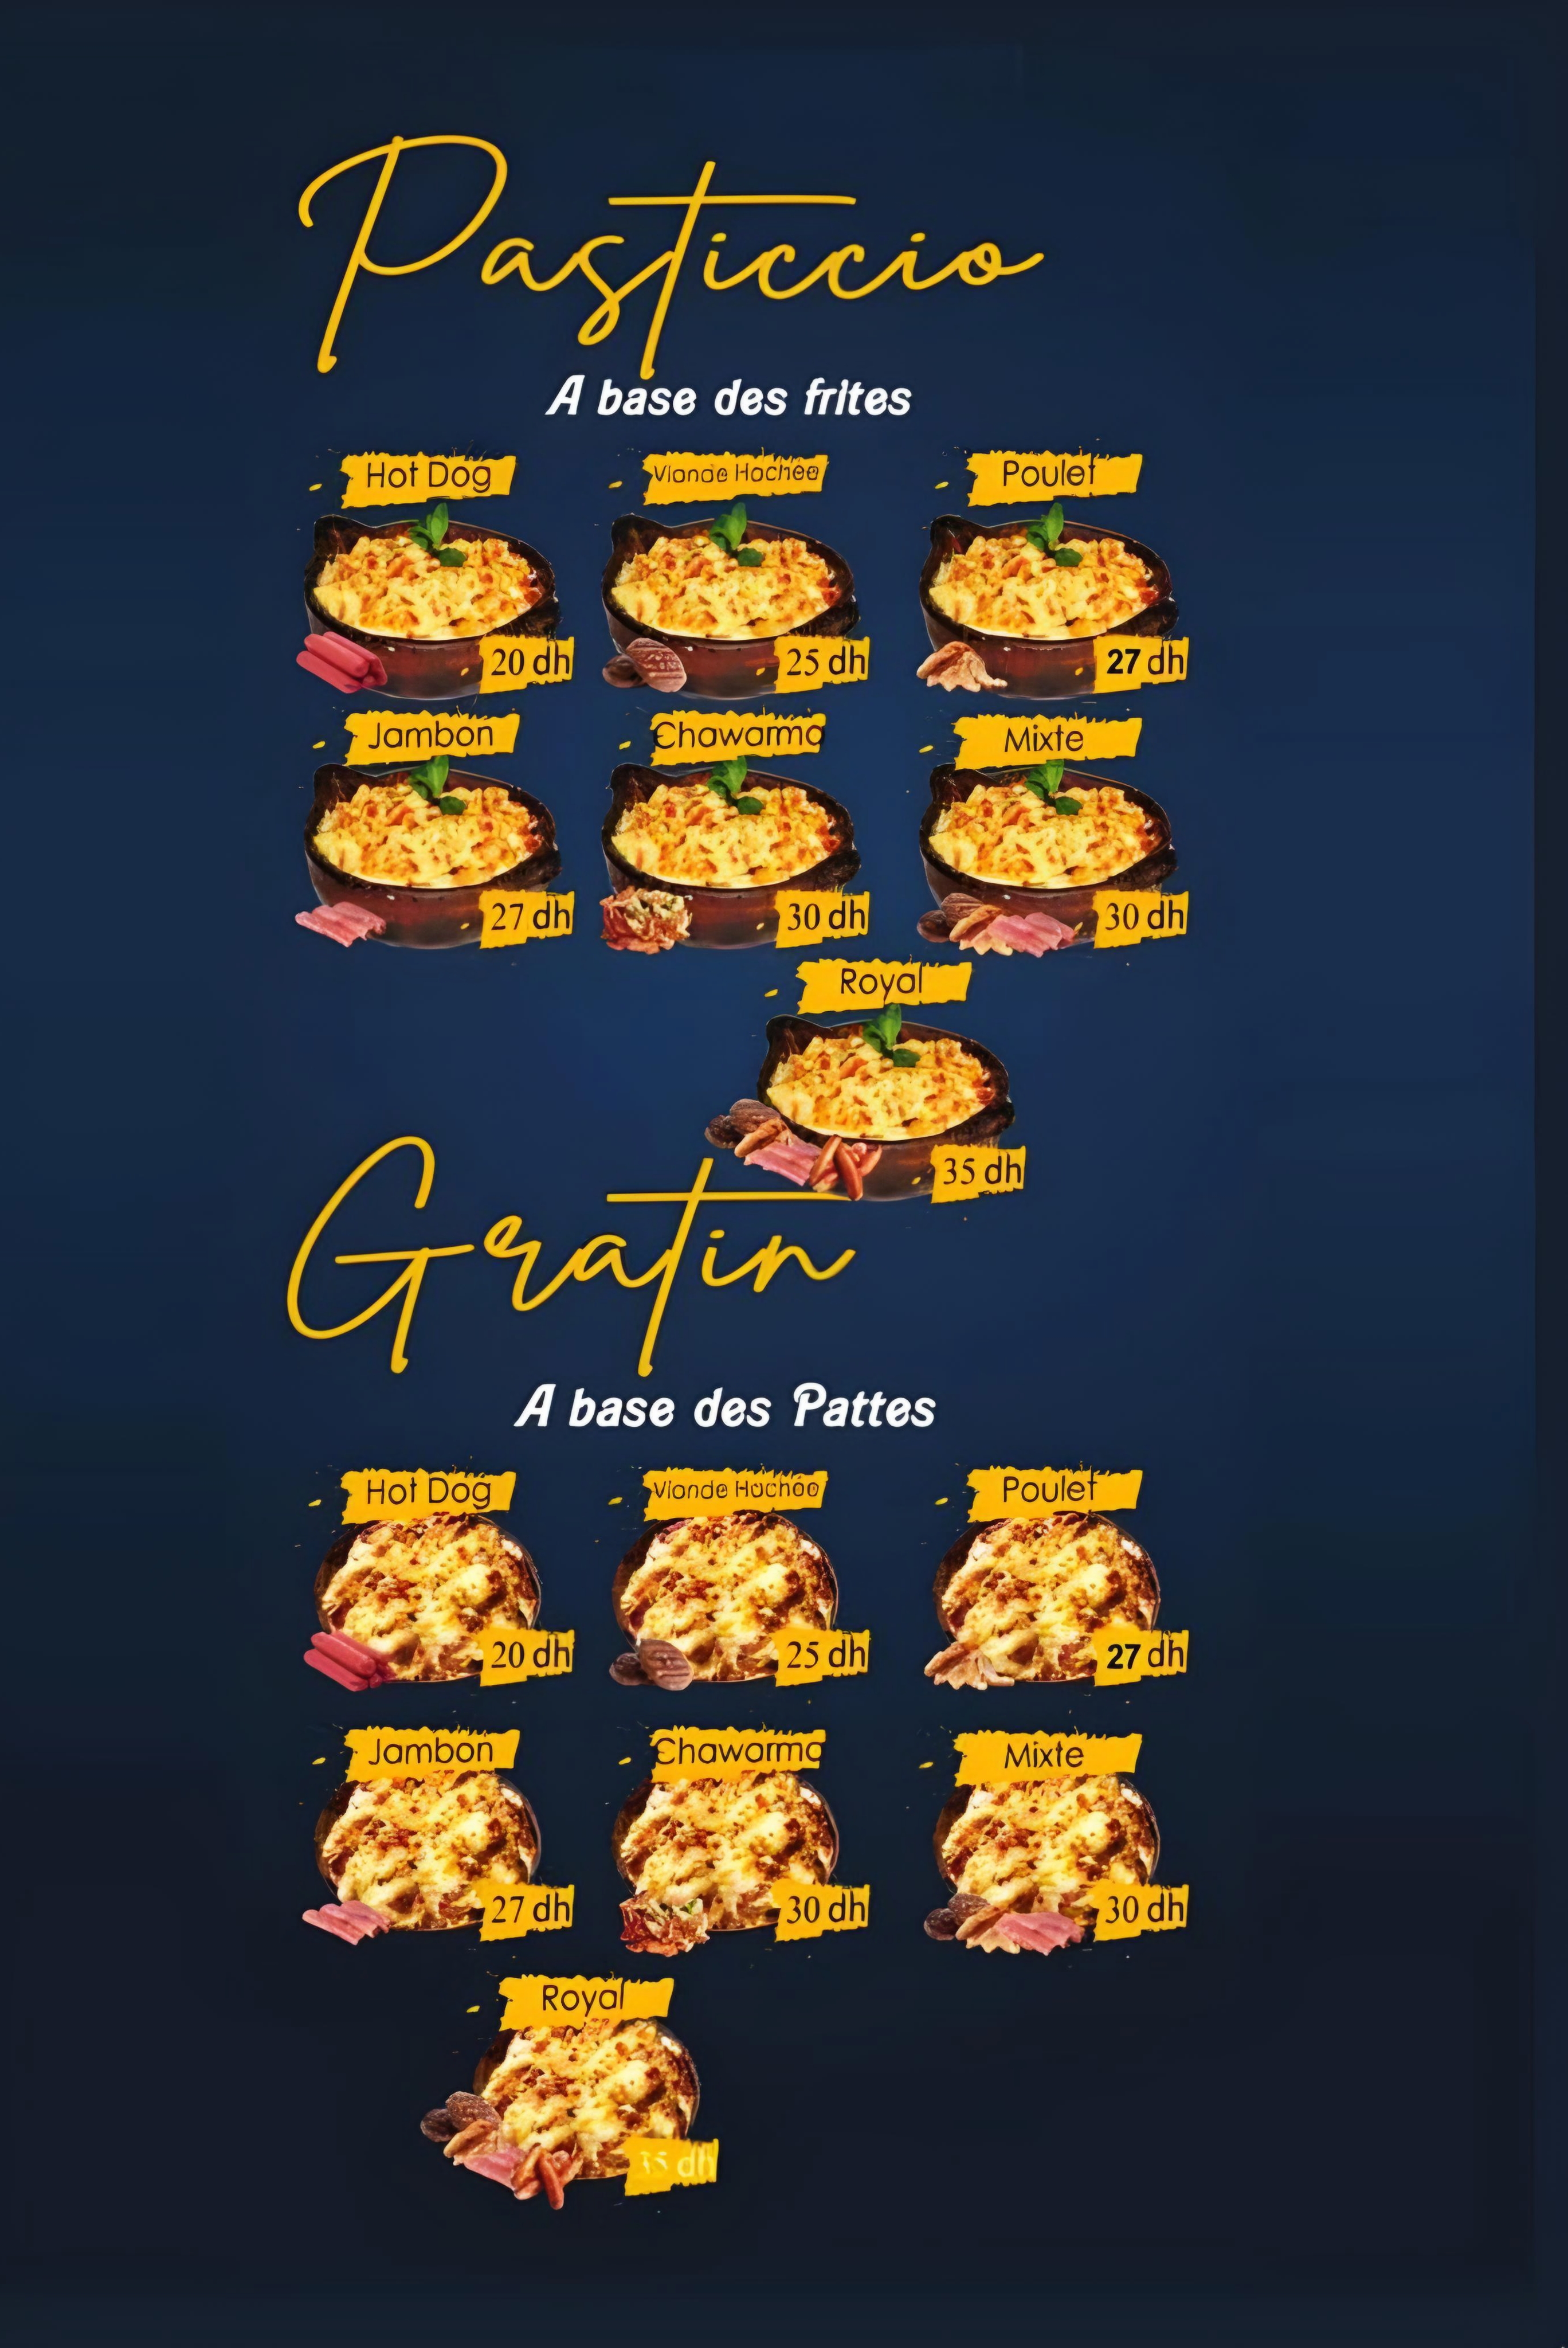 Pasticcio
A base des frites
Hot Dog
Viande Hachée
Poulet
20 dh
25 dh
27 dh
Jambon
Chawarma
Mixte
27 dh
30 dh
30 dh
Royal
35 dh
Gratin
A base des Pattes
Hot Dog
Viande Hachée
Poulet
20 dh
25 dh
27 dh
Jambon
Chawarma
Mixte
27 dh
30 dh
30 dh
Royal
35 dh